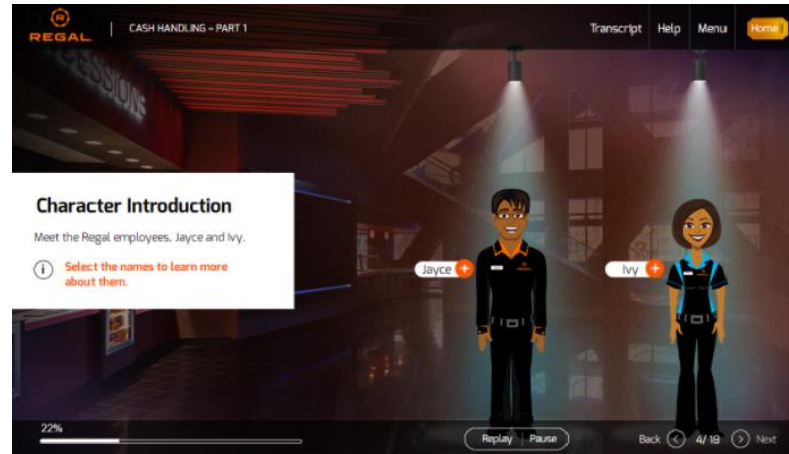 REGAL
CASH HANDLING – PART 1
Transcript
Help
Menu
Home
Character Introduction
Meet the Regal employees, Jayce and Ivy.
Select the names to learn more
about them.
Jayce
Ivy
22%
Replay
Pause
Back
4/18
Next